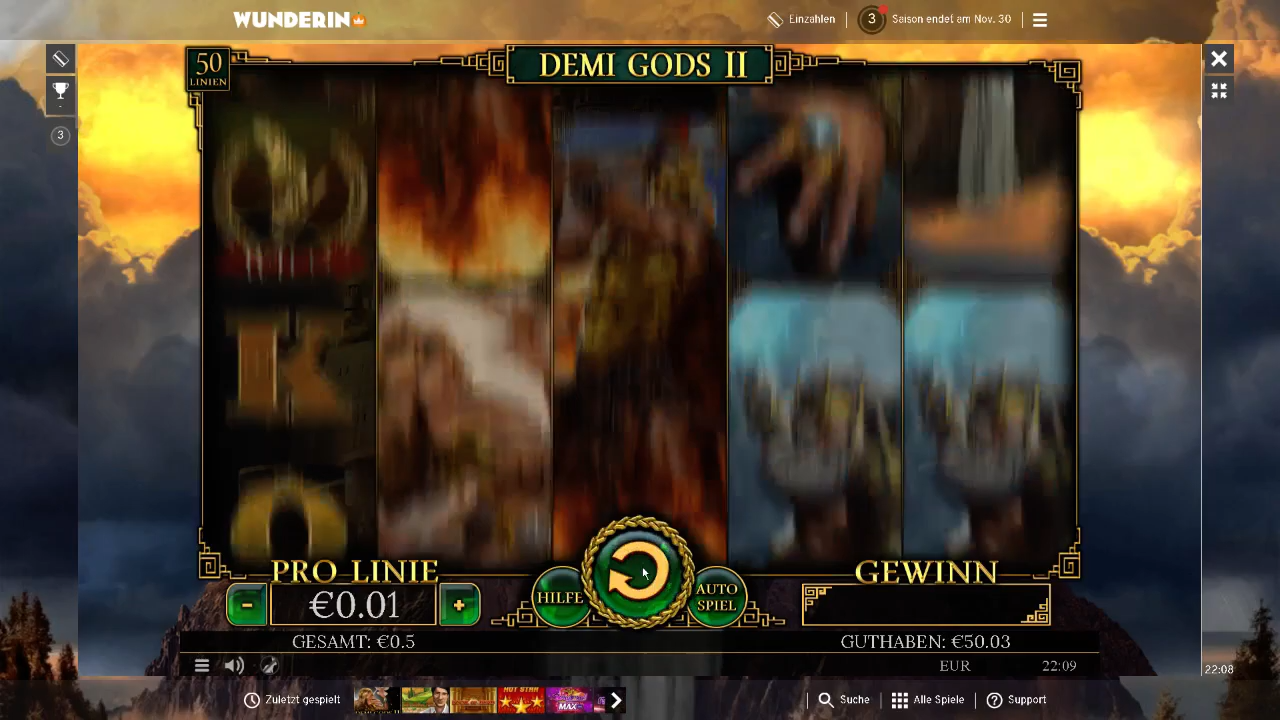 WUNDERIN
Einzahlen
3
Saison endet am Nov. 30
50
LINIEN
DEMI GODS II
3
K
PRO LINIE
GEWINN
-
€0.01
+
HILFE
AUTO
SPIEL
GESAMT: €0.5
GUTHABEN: €50.03
EUR
22:09
22:08
Zuletzt gespielt
HOT STAR
MAX
Suche
Alle Spiele
Support